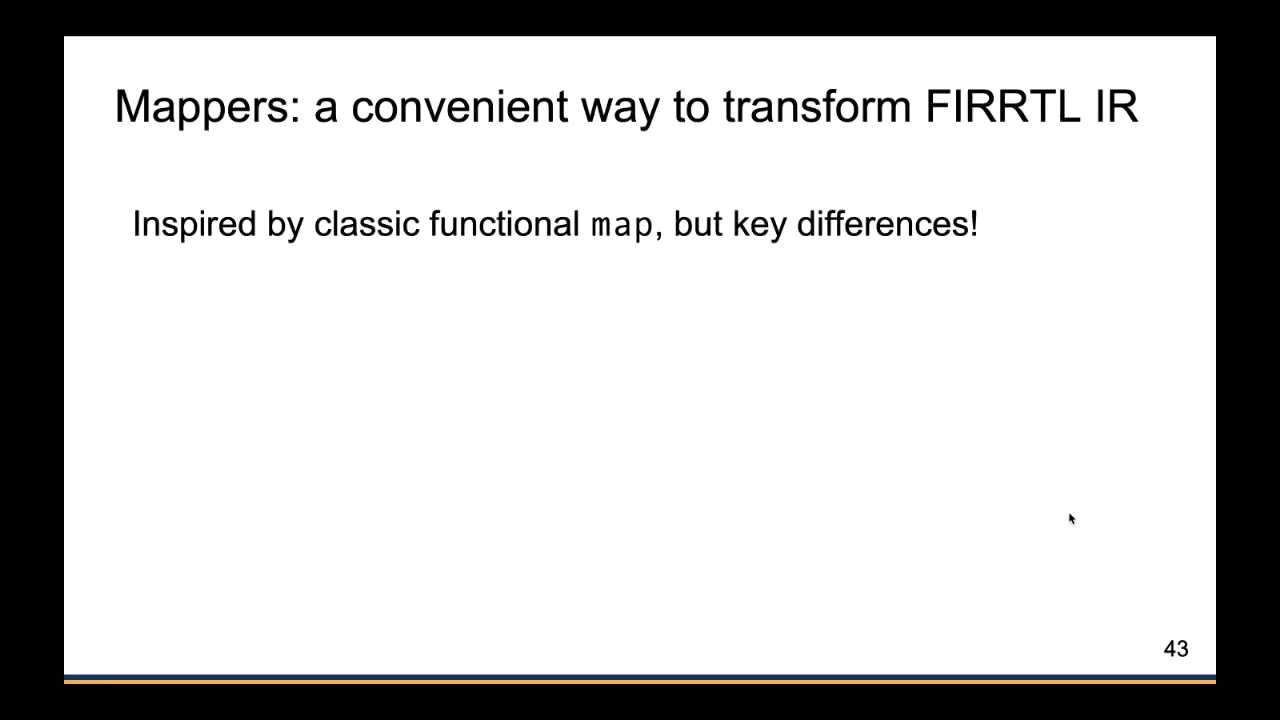 Mappers: a convenient way to transform FIRRTL IR
Inspired by classic functional map, but key differences!
43